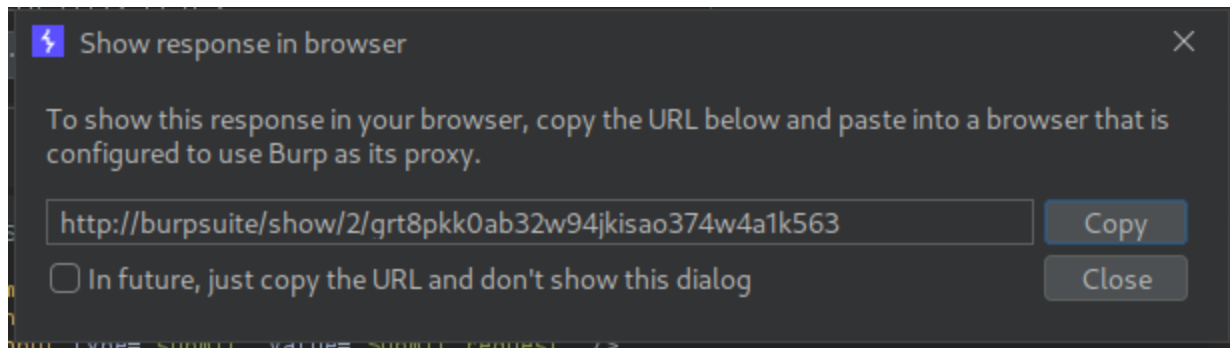 Show response in browser
To show this response in your browser, copy the URL below and paste into a browser that is
configured to use Burp as its proxy.
http://burpsuite/show/2/grt8pkk0ab32w94jkisao374w4a1k563
Copy
In future, just copy the URL and don't show this dialog
Close